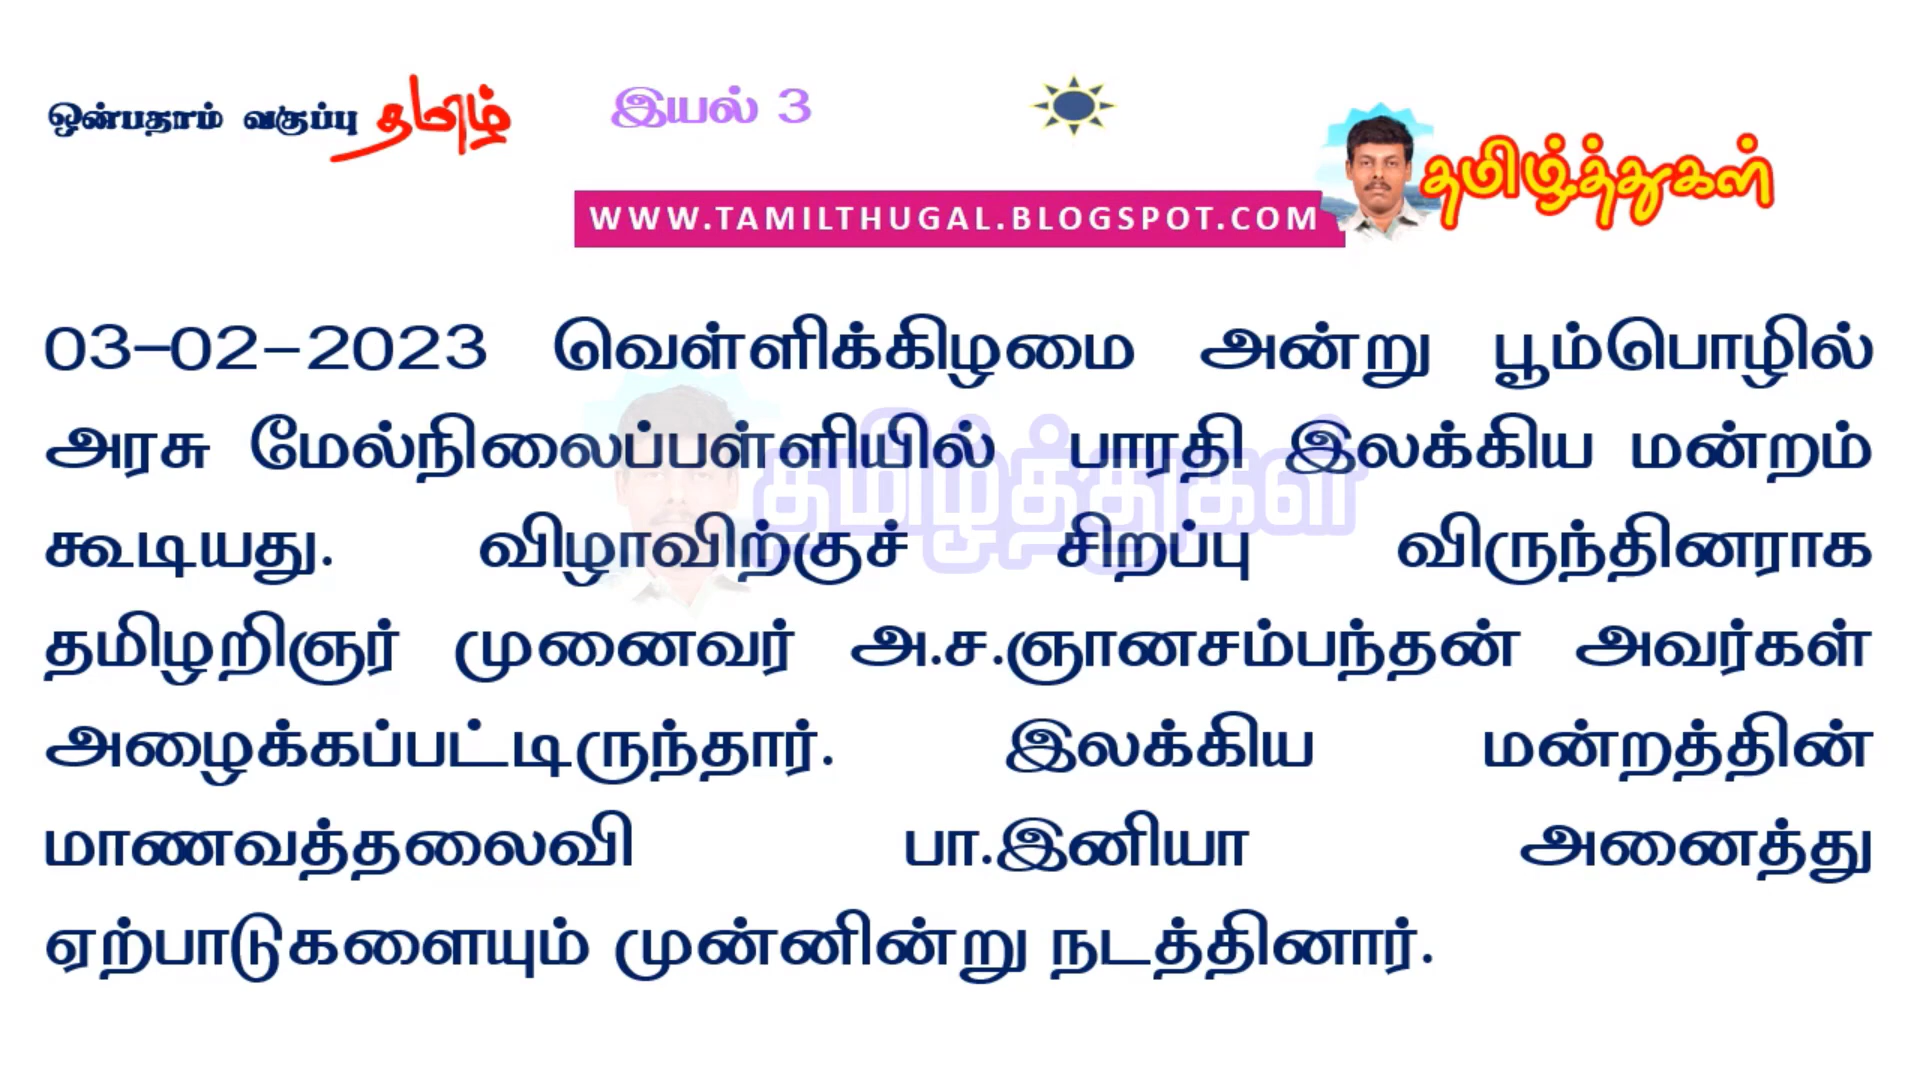 ஒன்பதாம் வகுப்பு தமிழ் இயல் 3
தமிழ்த்துகள்
WWW.TAMILTHUGAL.BLOGSPOT.COM
03-02-2023 வெள்ளிக்கிழமை அன்று பூம்பொழில்
அரசு மேல்நிலைப்பள்ளியில் பாரதி இலக்கிய மன்றம்
கூடியது. விழாவிற்குச் சிறப்பு விருந்தினராக
தமிழறிஞர் முனைவர் அ.ச.ஞானசம்பந்தன் அவர்கள்
அழைக்கப்பட்டிருந்தார். இலக்கிய மன்றத்தின்
மாணவத்தலைவி பா.இனியா அனைத்து
ஏற்பாடுகளையும் முன்னின்று நடத்தினார்.
தமிழ்த்துகள்